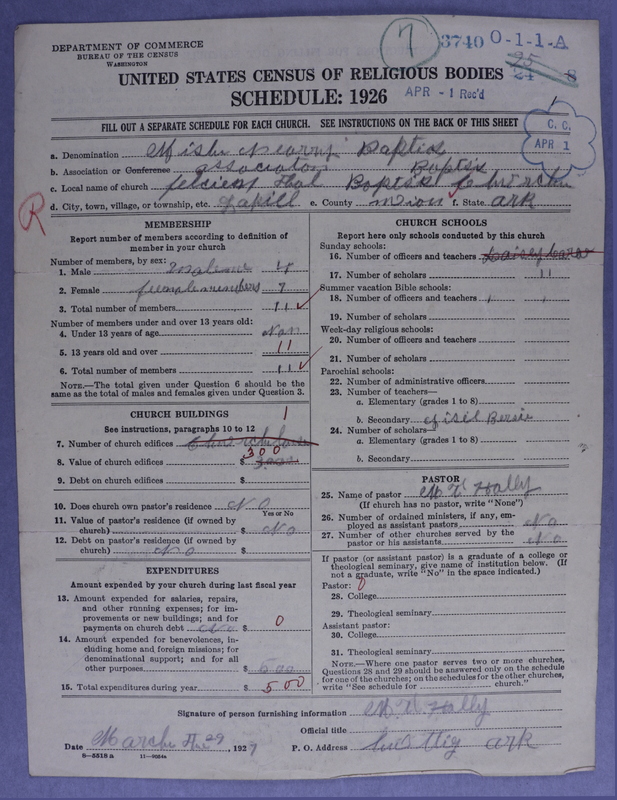 7
3740 0-1-1-A
25
24 8
DEPARTMENT OF COMMERCE
BUREAU OF THE CENSUS
WASHINGTON
UNITED STATES CENSUS OF RELIGIOUS BODIES
SCHEDULE: 1926
APR - 1 Rec'd
FILL OUT A SEPARATE SCHEDULE FOR EACH CHURCH. SEE INSTRUCTIONS ON THE BACK OF THIS SHEET
C. C.
APR 1
a. Denomination Baptis
b. Association or Conference associaton Baptis
c. Local name of church Baptis Church
R
d. City, town, village, or township, etc. e. County f. State Ark
MEMBERSHIP
Report number of members according to definition of
member in your church
Number of members, by sex:
1. Male 4
2. Female female members 7
3. Total number of members 11
Number of members under and over 13 years old:
4. Under 13 years of age Non
5. 13 years old and over 11
6. Total number of members 11
NOTE.—The total given under Question 6 should be the
same as the total of males and females given under Question 3.
CHURCH BUILDINGS
See instructions, paragraphs 10 to 12
1
7. Number of church edifices
8. Value of church edifices $ 300
9. Debt on church edifices $
10. Does church own pastor's residence No
Yes or No
11. Value of pastor's residence (if owned by
church) $ No
12. Debt on pastor's residence (if owned by
church) No $
EXPENDITURES
Amount expended by your church during last fiscal year
13. Amount expended for salaries, repairs,
and other running expenses; for im-
provements or new buildings; and for
payments on church debt No $ 0
14. Amount expended for benevolences, in-
cluding home and foreign missions; for
denominational support; and for all
other purposes $ 500
15. Total expenditures during year $ 500
CHURCH SCHOOLS
Report here only schools conducted by this church
Sunday schools:
16. Number of officers and teachers
17. Number of scholars 11
Summer vacation Bible schools:
18. Number of officers and teachers
19. Number of scholars
Week-day religious schools:
20. Number of officers and teachers
21. Number of scholars
Parochial schools:
22. Number of administrative officers
23. Number of teachers—
a. Elementary (grades 1 to 8)
b. Secondary
24. Number of scholars—
a. Elementary (grades 1 to 8)
b. Secondary
PASTOR
25. Name of pastor Hally
(If church has no pastor, write "None")
26. Number of ordained ministers, if any, em-
ployed as assistant pastors No
27. Number of other churches served by the
pastor or his assistants No
If pastor (or assistant pastor) is a graduate of a college or
theological seminary, give name of institution below. (If
not a graduate, write "No" in the space indicated.)
Pastor: 0
28. College
29. Theological seminary
Assistant pastor:
30. College
31. Theological seminary
NOTE.—Where one pastor serves two or more churches,
Questions 28 and 29 should be answered only on the schedule
for one of the churches; on the schedules for the other churches,
write "See schedule for church."
Signature of person furnishing information Hally
Official title
Date March 29, 1927 P. O. Address ark
8—5518 a 11—9084a